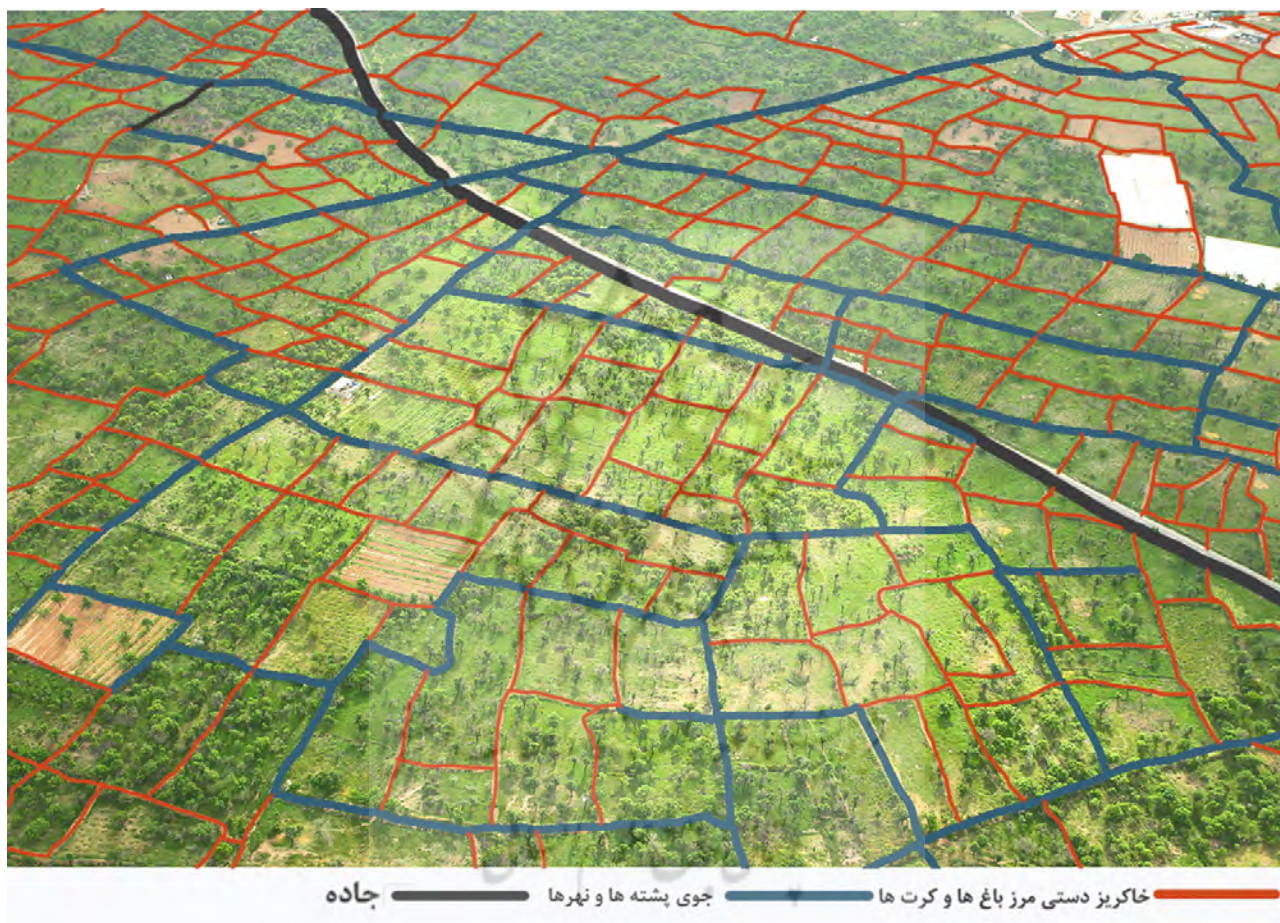 خاکریز دستی مرز باغ ها و کرت ها جوی پشته ها و نهرها جاده